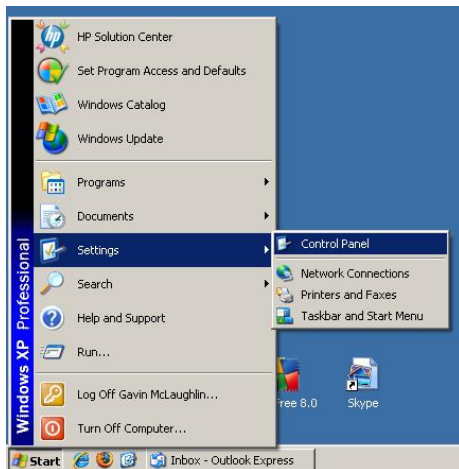 HP Solution Center
Set Program Access and Defaults
Windows Catalog
Windows Update
Programs
Documents
Settings
Search
Help and Support
Run...
Log Off Gavin McLaughlin...
Turn Off Computer...
Windows XP Professional
Control Panel
Network Connections
Printers and Faxes
Taskbar and Start Menu
Free 8.0
Skype
Start
Inbox - Outlook Express